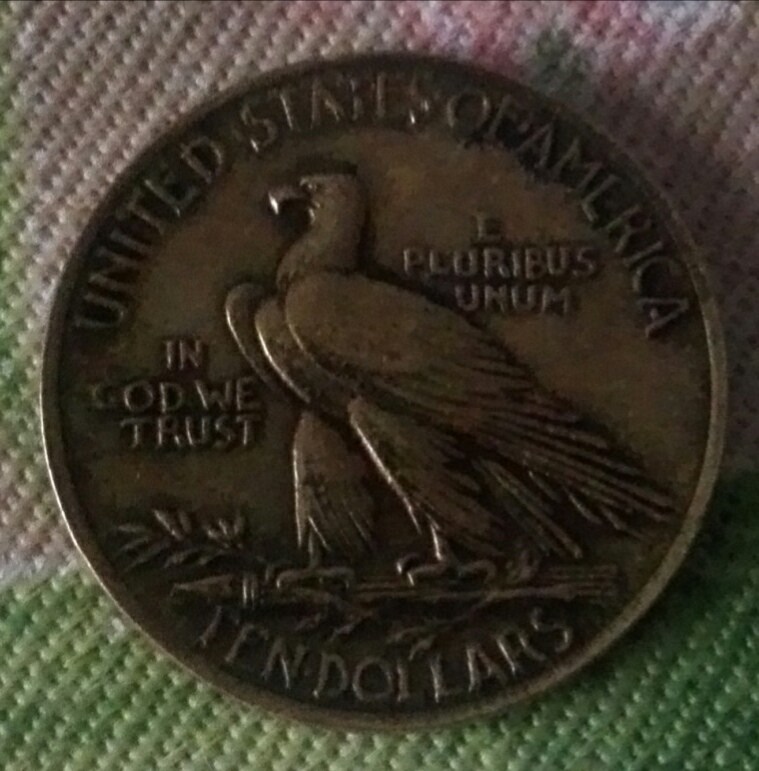 UNITED STATES OF AMERICA
E
PLURIBUS
UNUM
IN
GOD WE
TRUST
TEN DOLLARS